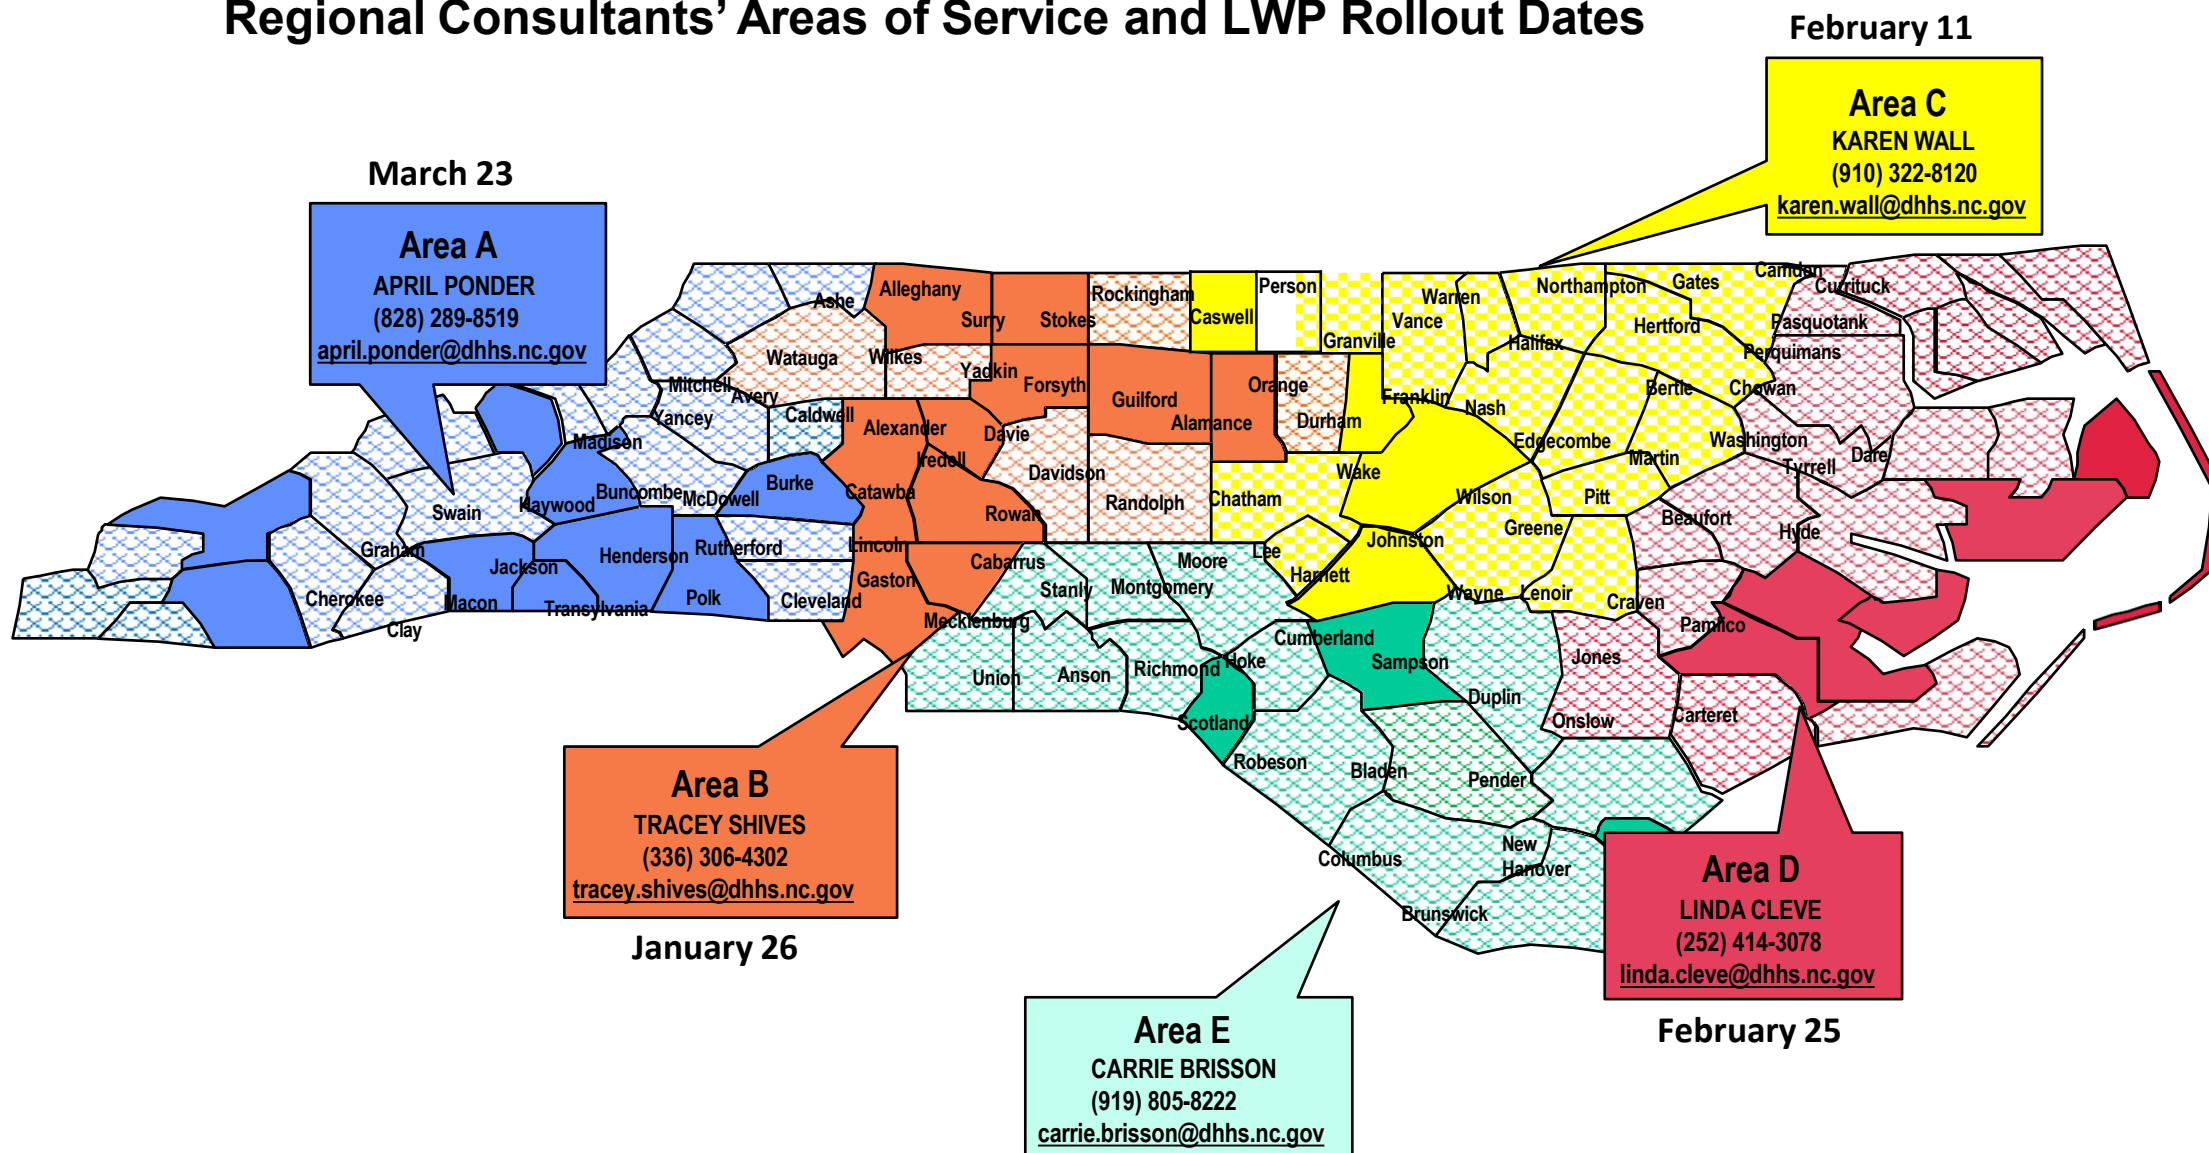 Regional Consultants' Areas of Service and LWP Rollout Dates
February 11
Area C
KAREN WALL
(910) 322-8120
karen.wall@dhhs.nc.gov
March 23
Area A
APRIL PONDER
(828) 289-8519
april.ponder@dhhs.nc.gov
Ashe
Alleghany
Surry
Stokes
Rockingham
Caswell
Person
Granville
Vance
Warren
Northampton
Gates
Camden
Currituck
Pasquotank
Perquimans
Hertford
Halifax
Watauga
Wilkes
Yadkin
Forsyth
Guilford
Alamance
Orange
Durham
Franklin
Nash
Bertie
Chowan
Mitchell
Avery
Yancey
Caldwell
Alexander
Davie
Iredell
Davidson
Randolph
Chatham
Wake
Edgecombe
Martin
Washington
Tyrrell
Dare
Madison
Haywood
Buncombe
McDowell
Burke
Catawba
Rowan
Wilson
Pitt
Greene
Beaufort
Hyde
Swain
Graham
Jackson
Henderson
Rutherford
Lincoln
Cabarrus
Gaston
Stanly
Montgomery
Moore
Lee
Harnett
Johnston
Wayne
Lenoir
Craven
Pamlico
Cherokee
Clay
Macon
Transylvania
Polk
Cleveland
Mecklenburg
Union
Anson
Richmond
Hoke
Cumberland
Sampson
Duplin
Jones
Onslow
Carteret
Scotland
Robeson
Bladen
Pender
Columbus
New
Hanover
Brunswick
Area B
TRACEY SHIVES
(336) 306-4302
tracey.shives@dhhs.nc.gov
January 26
Area D
LINDA CLEVE
(252) 414-3078
linda.cleve@dhhs.nc.gov
February 25
Area E
CARRIE BRISSON
(919) 805-8222
carrie.brisson@dhhs.nc.gov